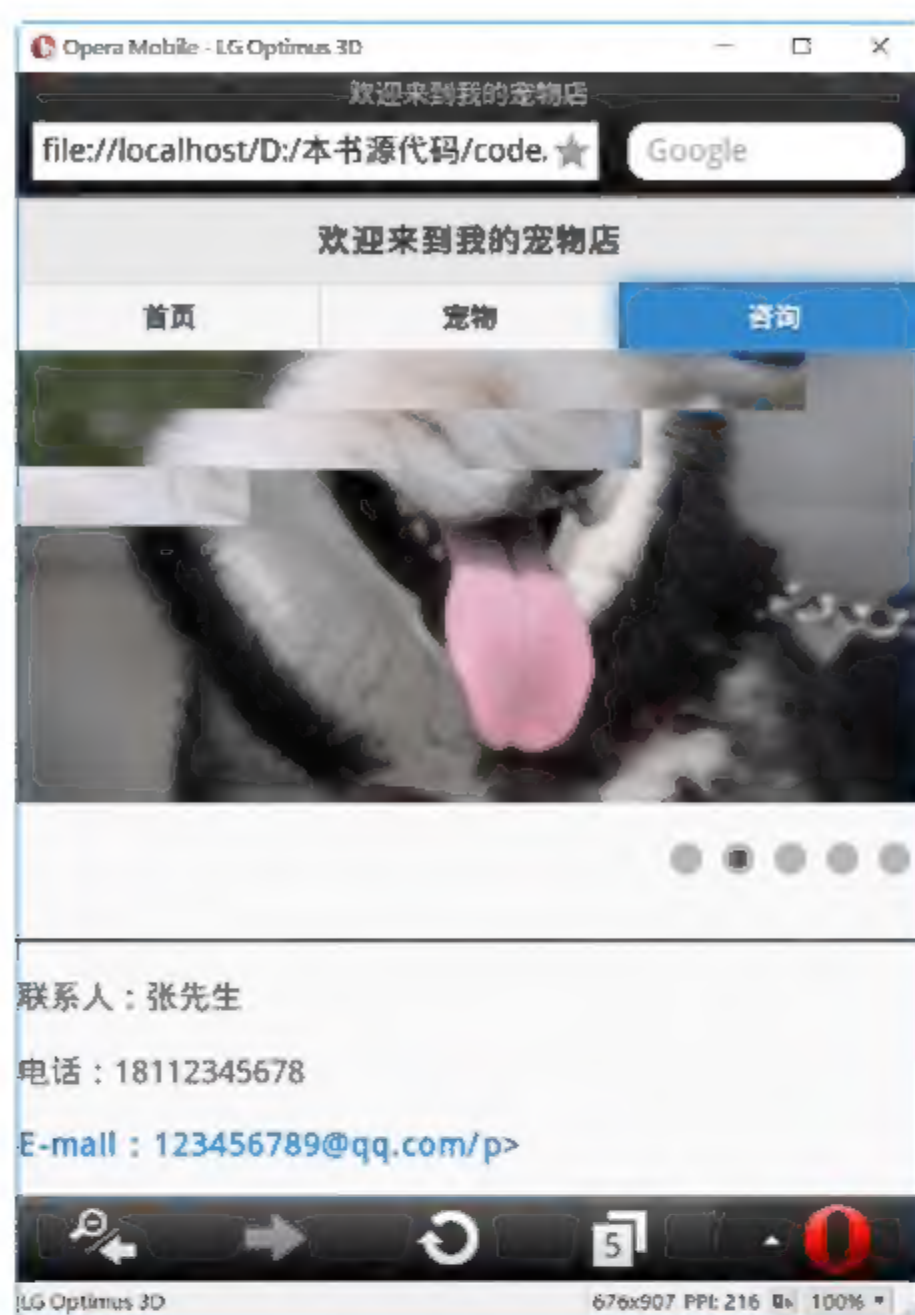 Opera Mobile - LG Optimus 3D
欢迎来到我的宠物店
file://localhost/D:/本书源代码/code. Google
欢迎来到我的宠物店
首页 宠物 咨询
联系人：张先生
电话：18112345678
E-mail：123456789@qq.com/p>
5
LG Optimus 3D 676x907 PPI: 216 100%